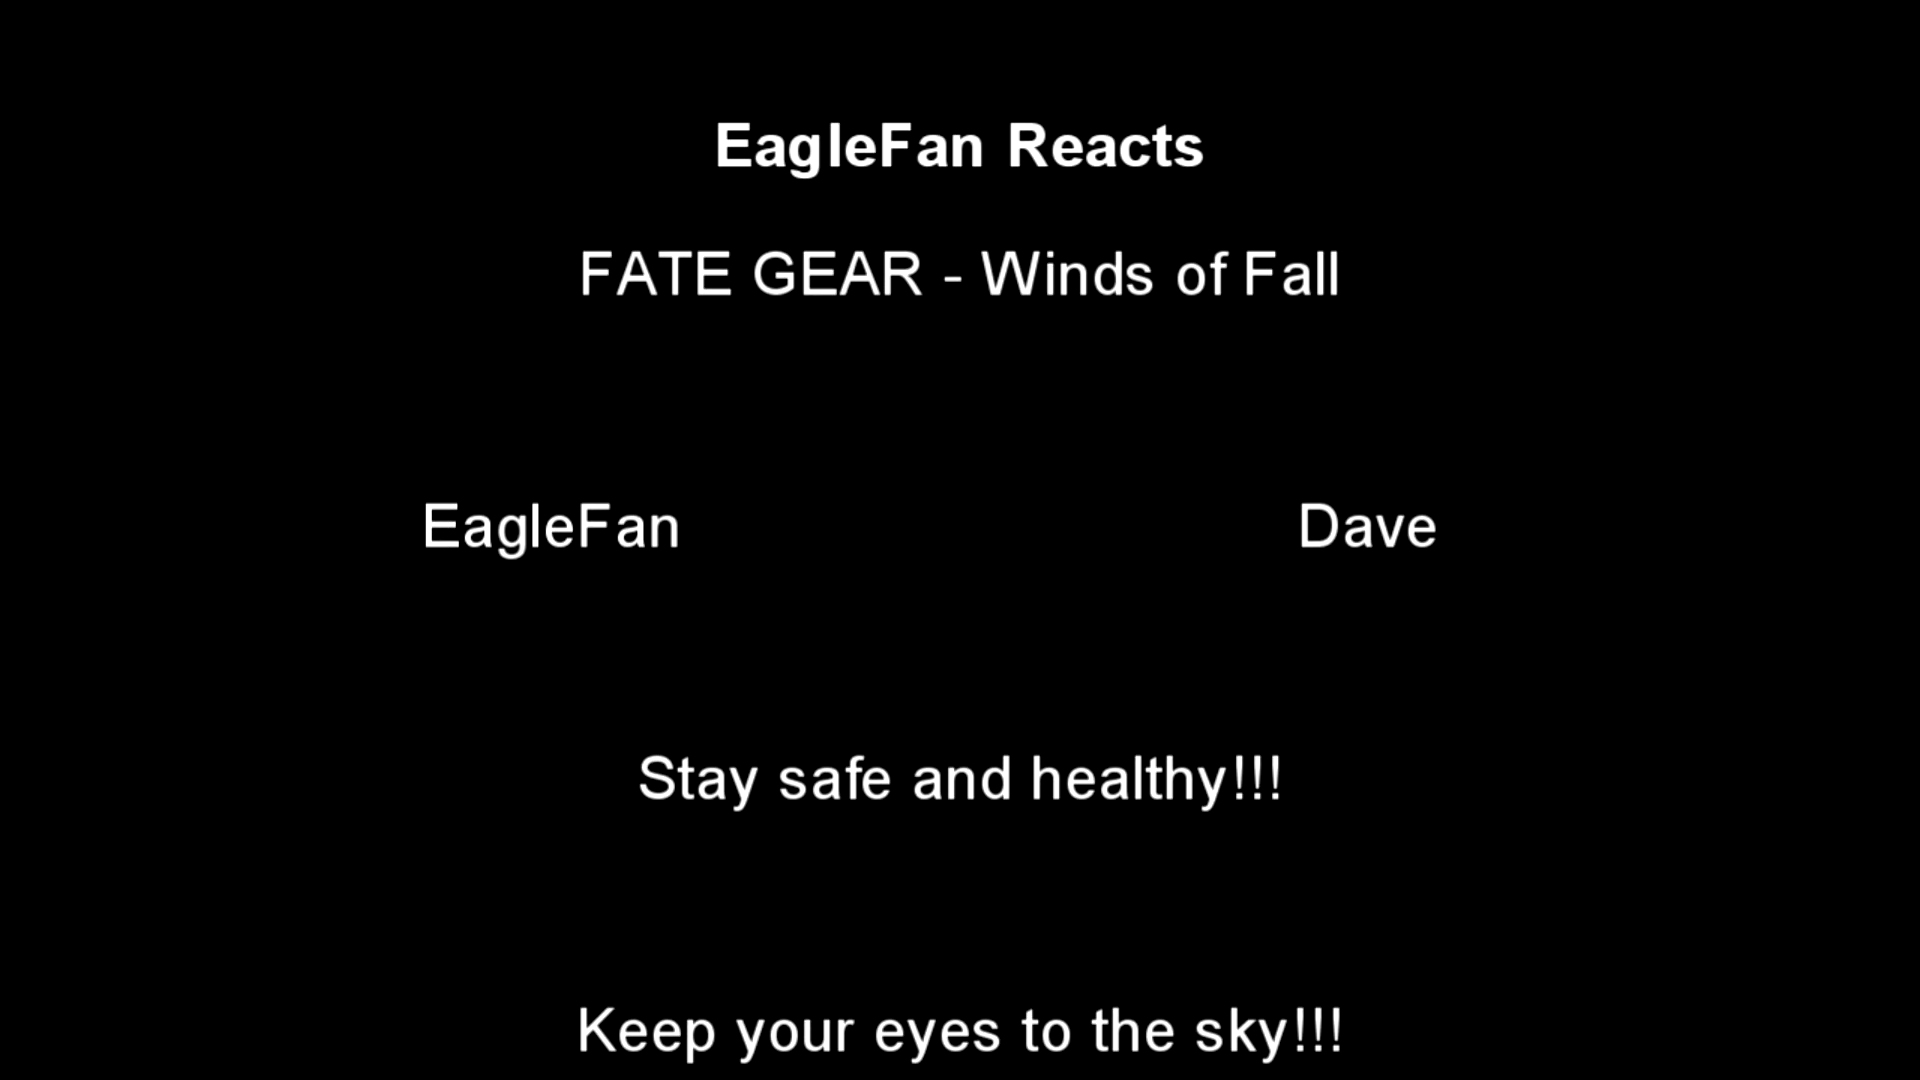 EagleFan Reacts
FATE GEAR - Winds of Fall
EagleFan Dave
Stay safe and healthy!!!
Keep your eyes to the sky!!!